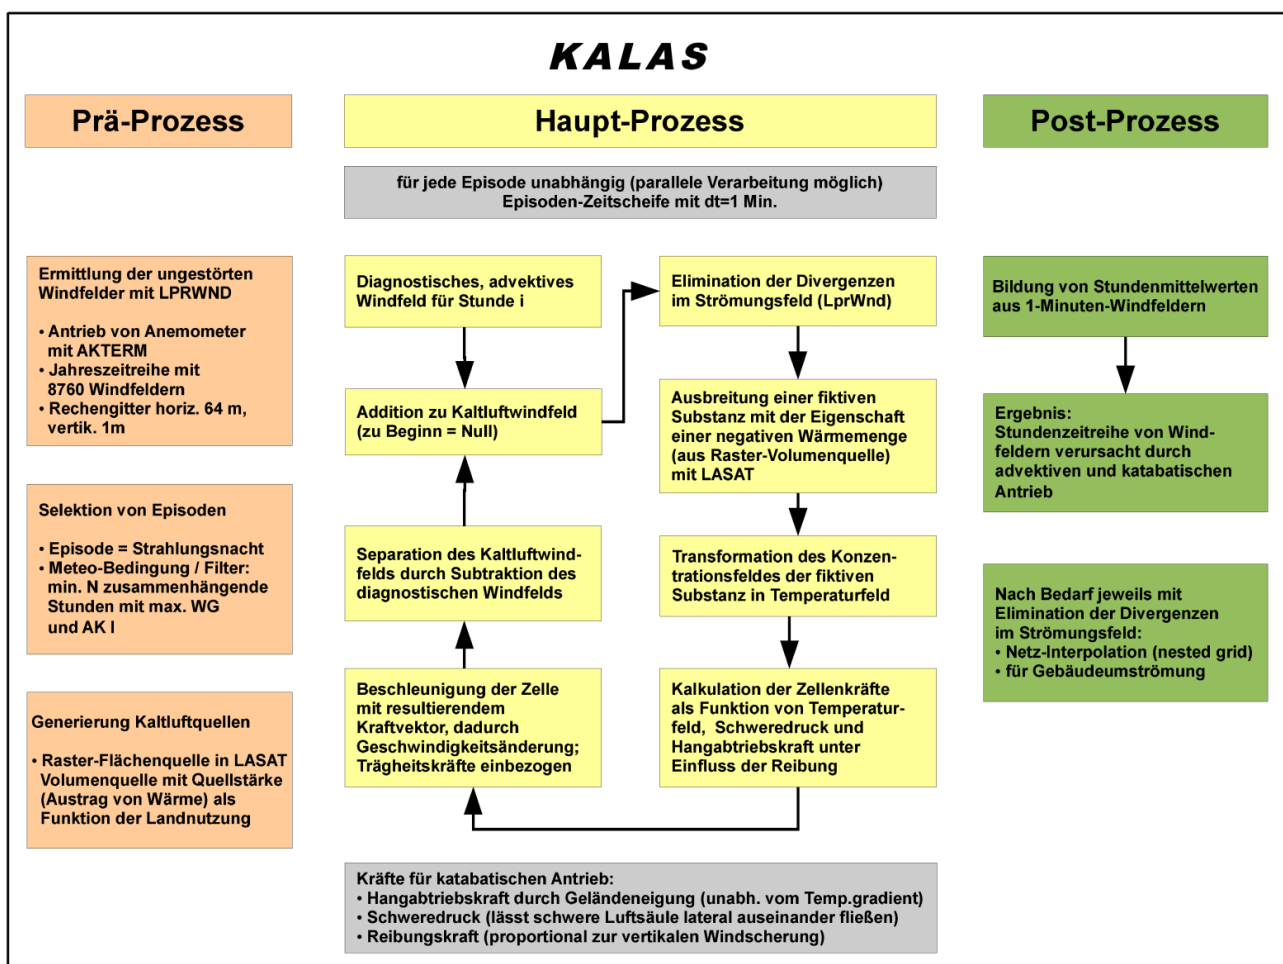 KALAS
Prä-Prozess
Haupt-Prozess
Post-Prozess
für jede Episode unabhängig (parallele Verarbeitung möglich)
Episoden-Zeitscheife mit dt=1 Min.
Ermittlung der ungestörten
Windfelder mit LPRWND
• Antrieb von Anemometer
mit AKTERM
• Jahreszeitreihe mit
8760 Windfeldern
• Rechengitter horiz. 64 m,
vertik. 1m
Selektion von Episoden
• Episode = Strahlungsnacht
• Meteo-Bedingung / Filter:
min. N zusammenhängende
Stunden mit max. WG
und AK I
Generierung Kaltluftquellen
• Raster-Flächenquelle in LASAT
Volumenquelle mit Quellstärke
(Austrag von Wärme) als
Funktion der Landnutzung
Diagnostisches, advektives
Windfeld für Stunde i
Addition zu Kaltluftwindfeld
(zu Beginn = Null)
Separation des Kaltluftwind-
felds durch Subtraktion des
diagnostischen Windfelds
Beschleunigung der Zelle
mit resultierendem
Kraftvektor, dadurch
Geschwindigkeitsänderung;
Trägheitskräfte einbezogen
Elimination der Divergenzen
im Strömungsfeld (LprWnd)
Ausbreitung einer fiktiven
Substanz mit der Eigenschaft
einer negativen Wärmemenge
(aus Raster-Volumenquelle)
mit LASAT
Transformation des Konzen-
trationsfeldes der fiktiven
Substanz in Temperaturfeld
Kalkulation der Zellenkräfte
als Funktion von Temperatur-
feld, Schweredruck und
Hangabtriebskraft unter
Einfluss der Reibung
Kräfte für katabatischen Antrieb:
• Hangabtriebskraft durch Geländeneigung (unabh. vom Temp.gradient)
• Schweredruck (lässt schwere Luftsäule lateral auseinander fließen)
• Reibungskraft (proportional zur vertikalen Windscherung)
Bildung von Stundenmittelwerten
aus 1-Minuten-Windfeldern
Ergebnis:
Stundenzeitreihe von Wind-
feldern verursacht durch
advektiven und katabatischen
Antrieb
Nach Bedarf jeweils mit
Elimination der Divergenzen
im Strömungsfeld:
• Netz-Interpolation (nested grid)
• für Gebäudeumströmung